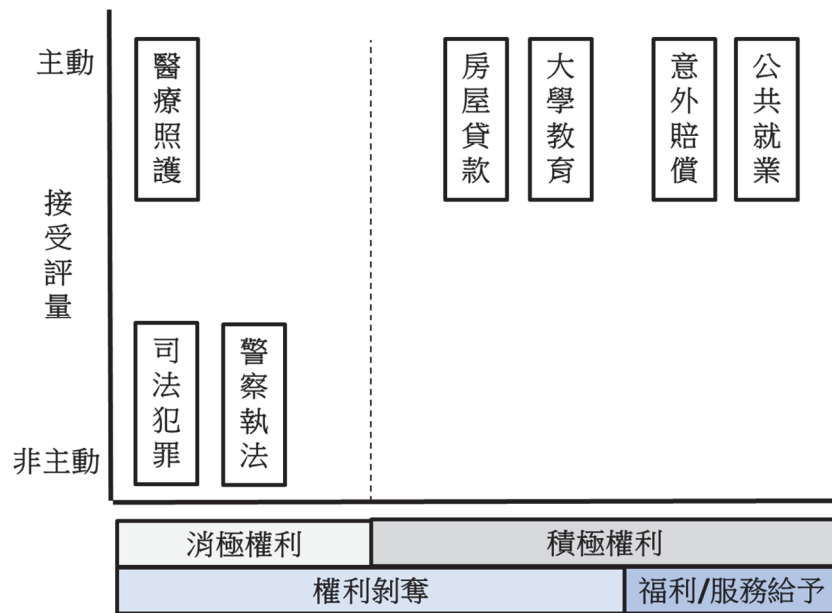 主動
醫療照護
房屋貸款
大學教育
意外賠償
公共就業
接受評量
司法犯罪
警察執法
非主動
消極權利
積極權利
權利剝奪
福利/服務給予